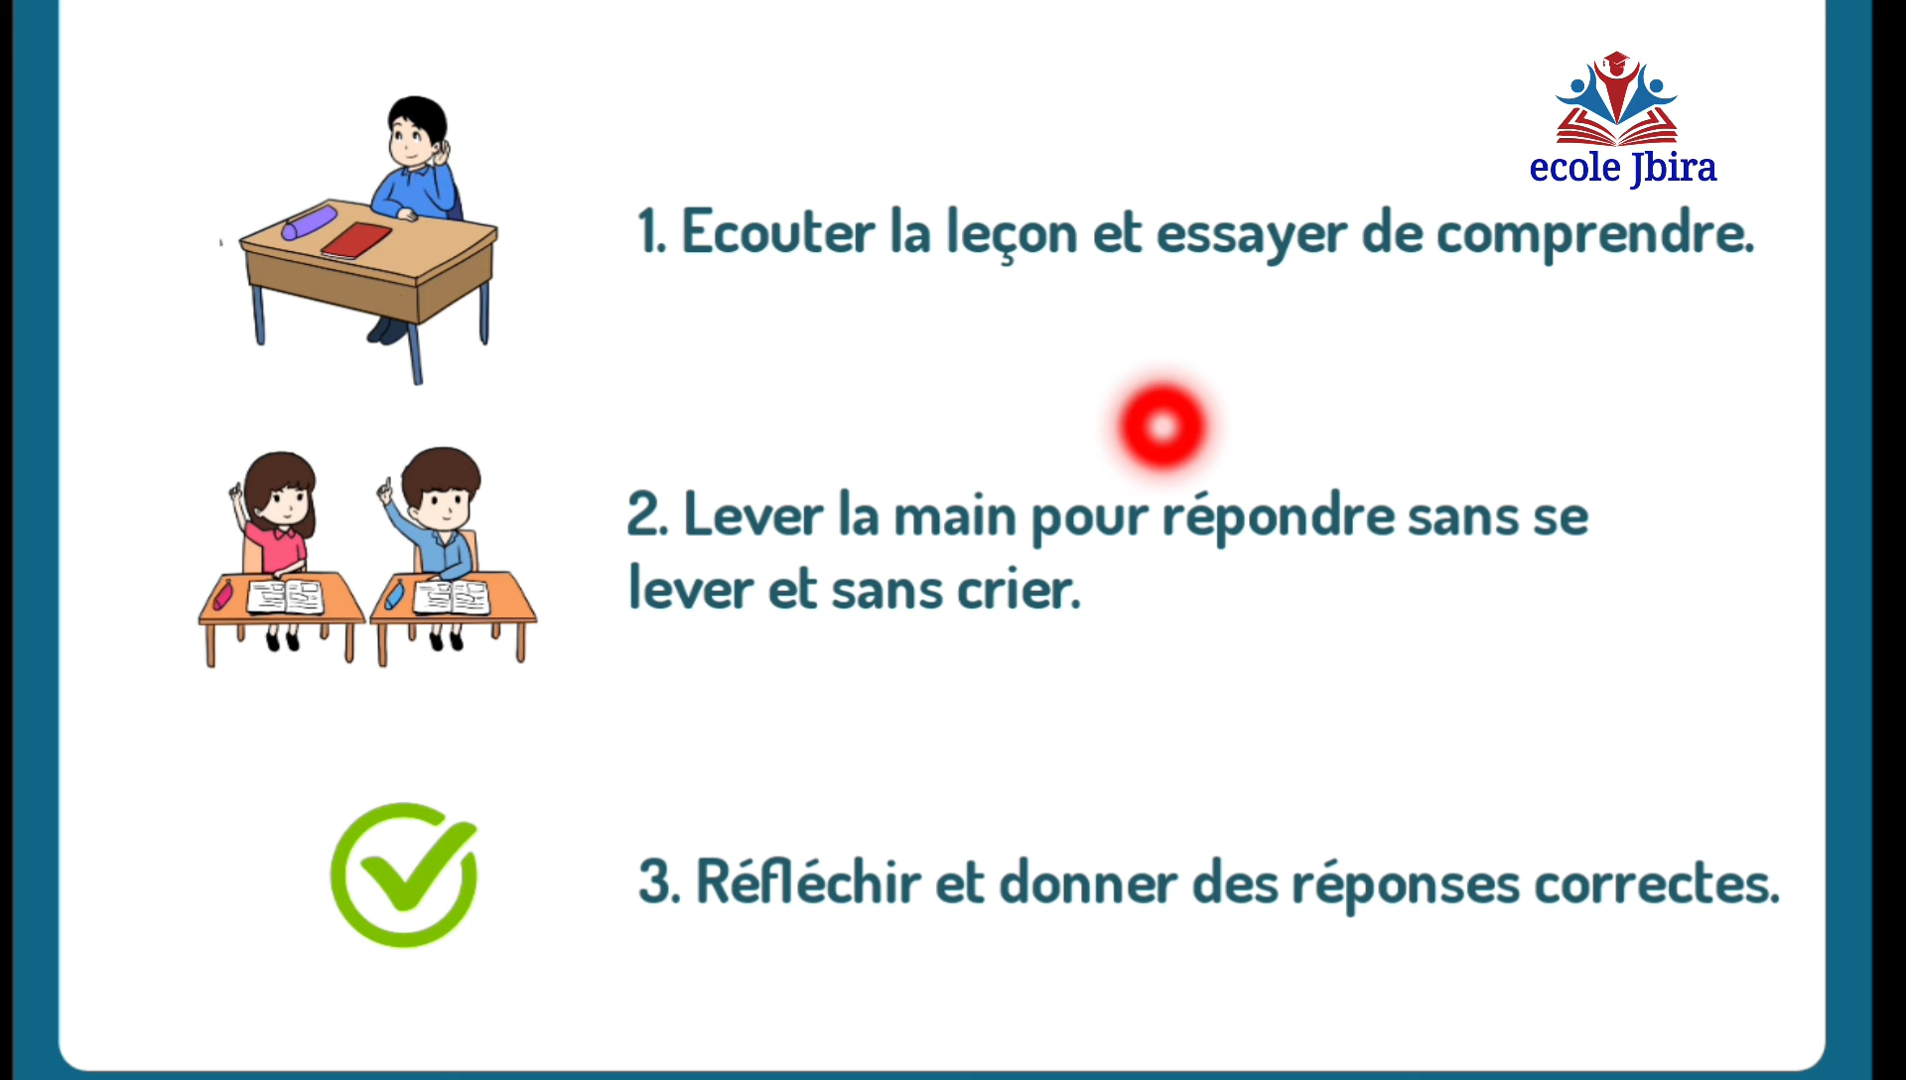 ecole Jbira
1. Ecouter la leçon et essayer de comprendre.
2. Lever la main pour répondre sans se
lever et sans crier.
3. Réfléchir et donner des réponses correctes.